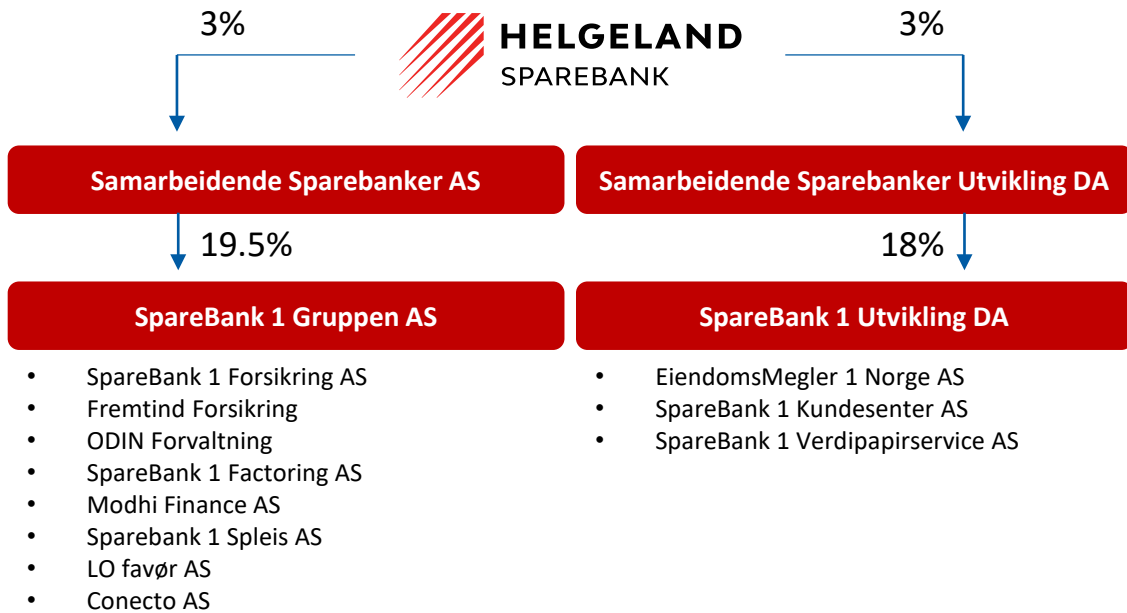 3%
HELGELAND
SPAREBANK
3%
Samarbeidende Sparebanker AS
Samarbeidende Sparebanker Utvikling DA
19.5%
18%
SpareBank 1 Gruppen AS
SpareBank 1 Utvikling DA
• SpareBank 1 Forsikring AS
• Fremtind Forsikring
• ODIN Forvaltning
• SpareBank 1 Factoring AS
• Modhi Finance AS
• Sparebank 1 Spleis AS
• LO favør AS
• Conecto AS
• EiendomsMegler 1 Norge AS
• SpareBank 1 Kundesenter AS
• SpareBank 1 Verdipapirservice AS